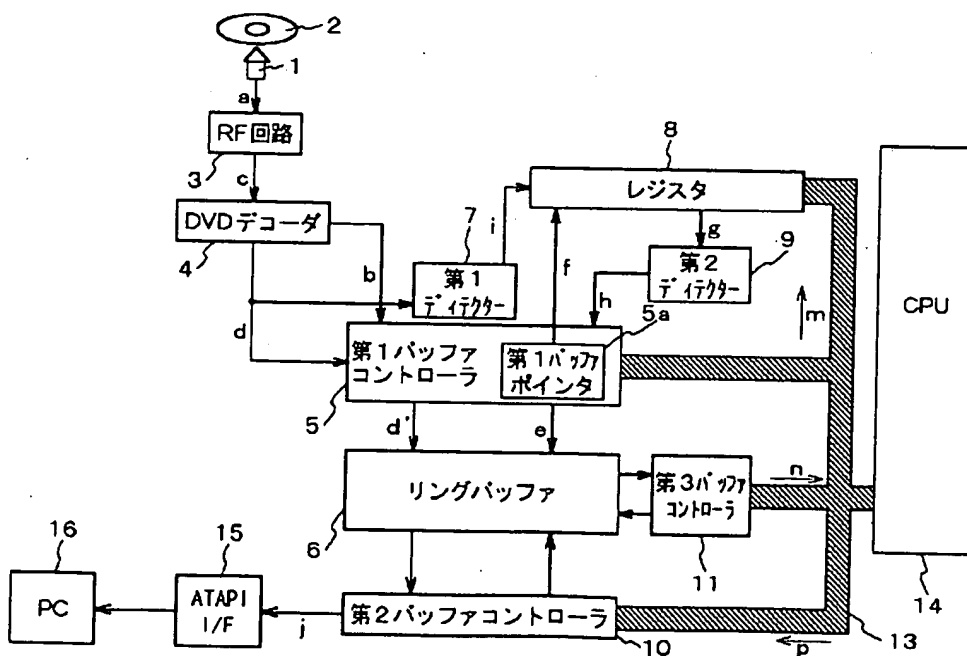 2
1
a
RF回路
3
c
DVDデコーダ
4
b
d
7
第1
ディテクター
i
8
レジスタ
f
g
9
第2
ディテクター
h
5a
第1バッファ
コントローラ
第1バッファ
ポインタ
5
m
CPU
14
d'
e
リングバッファ
6
第3バッファ
コントローラ
11
n
16
PC
15
ATAPI
I/F
j
第2バッファコントローラ
10
p
13